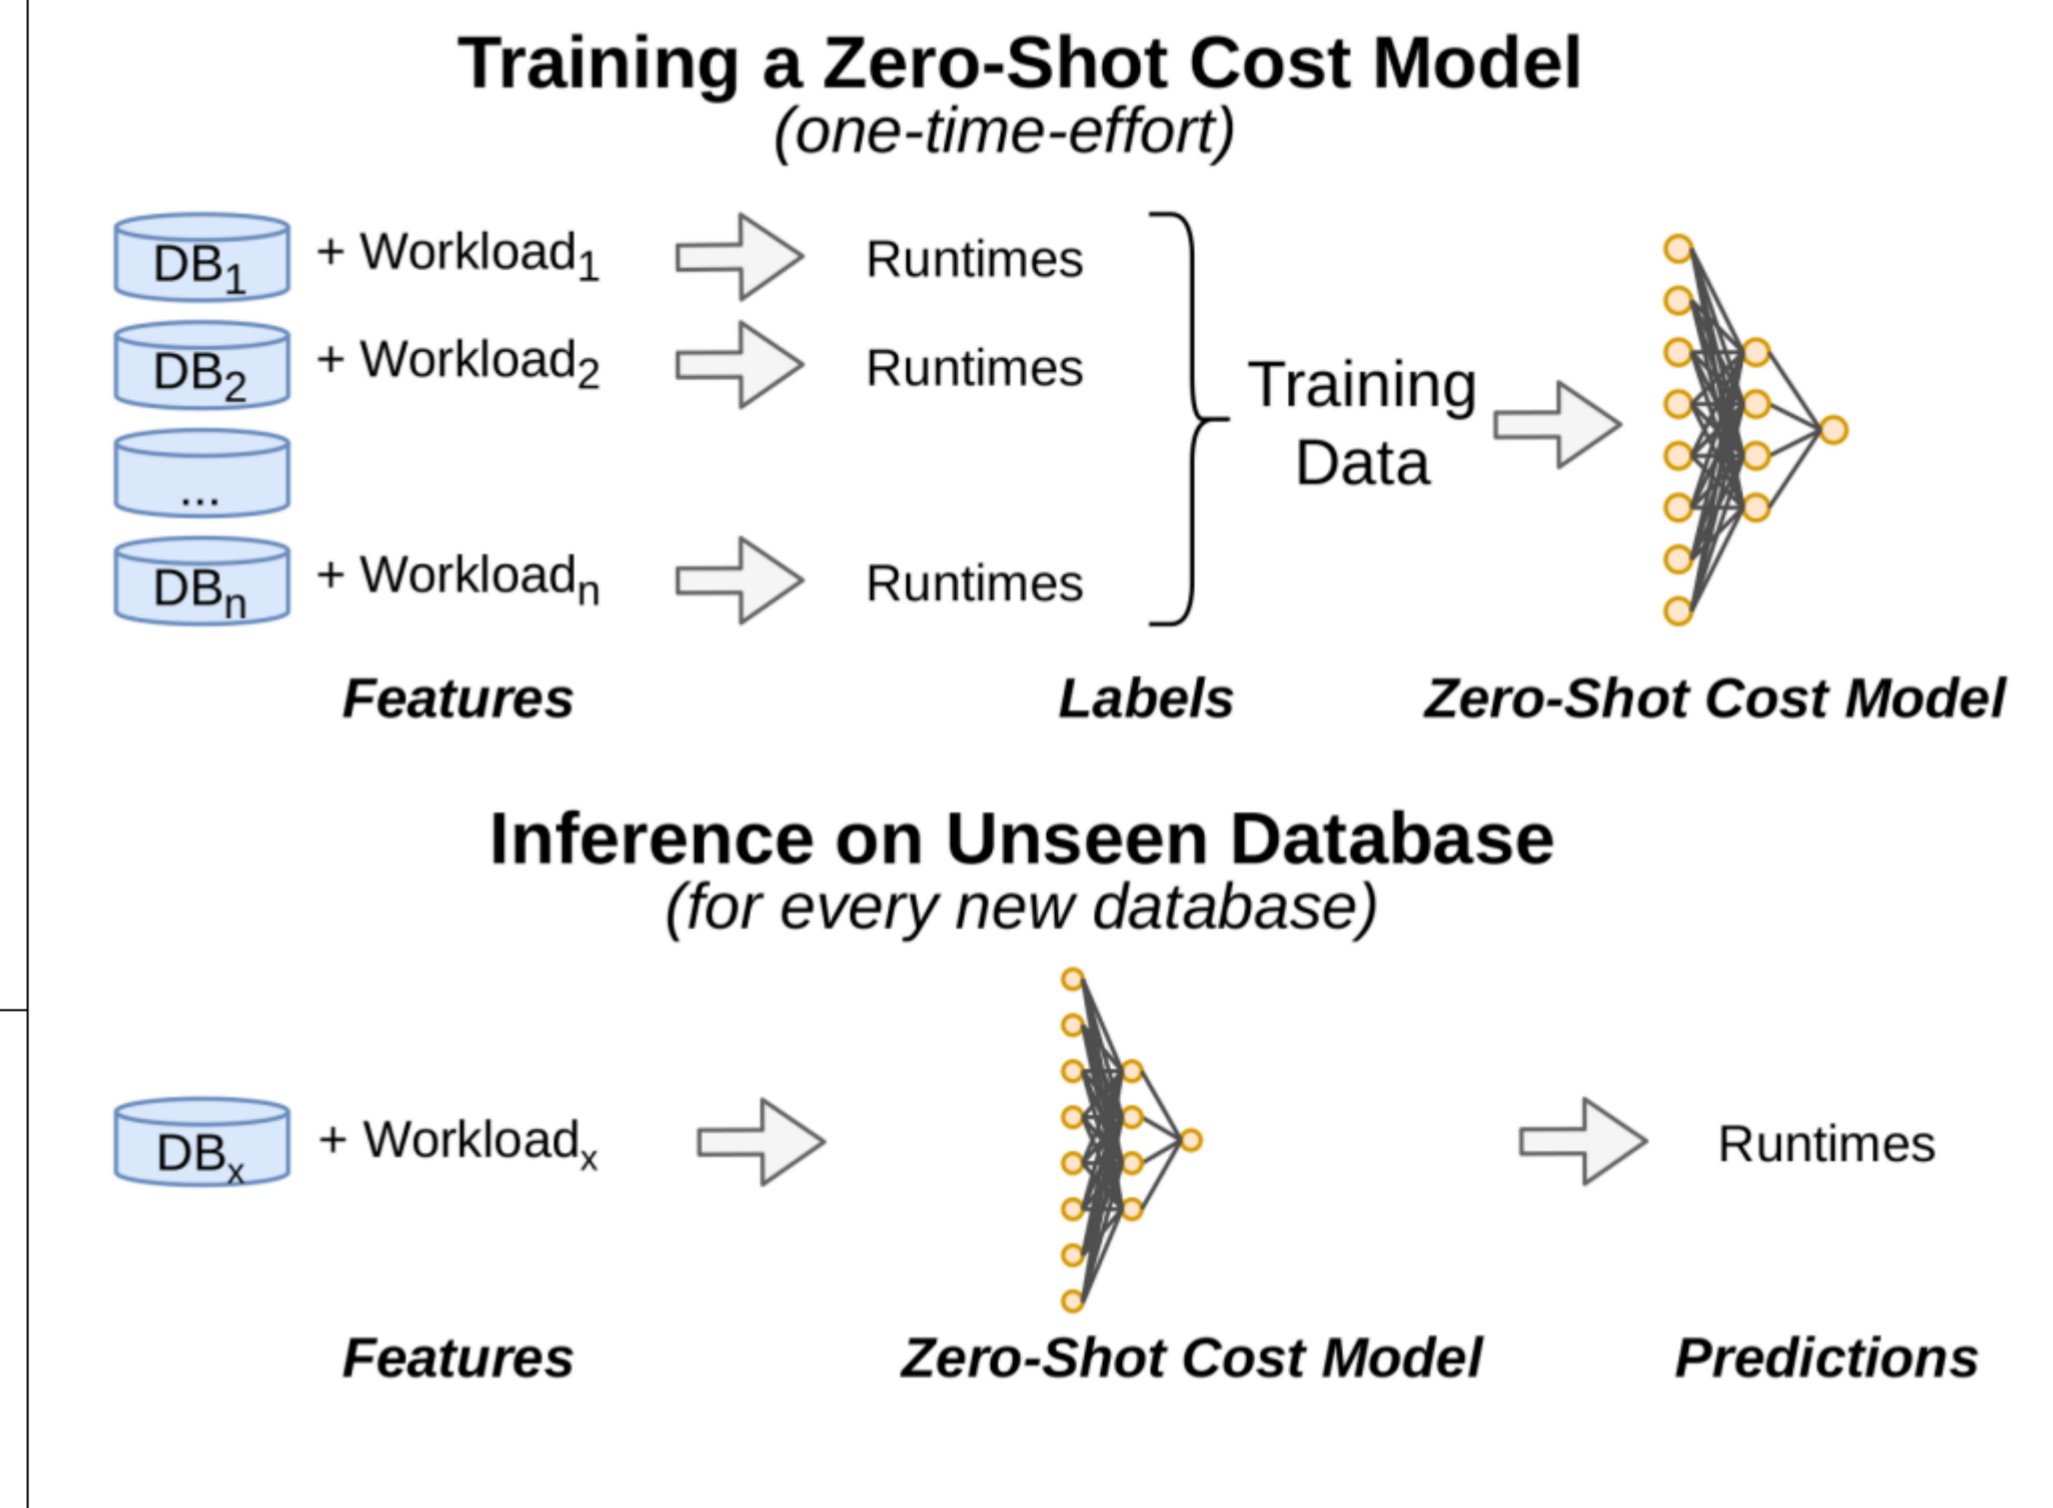 Training a Zero-Shot Cost Model
(one-time-effort)
DB1 + Workload1 Runtimes
DB2 + Workload2 Runtimes
...
DBn + Workloadn Runtimes
Training
Data
Features Labels Zero-Shot Cost Model
Inference on Unseen Database
(for every new database)
DBx + Workloadx Runtimes
Features Zero-Shot Cost Model Predictions